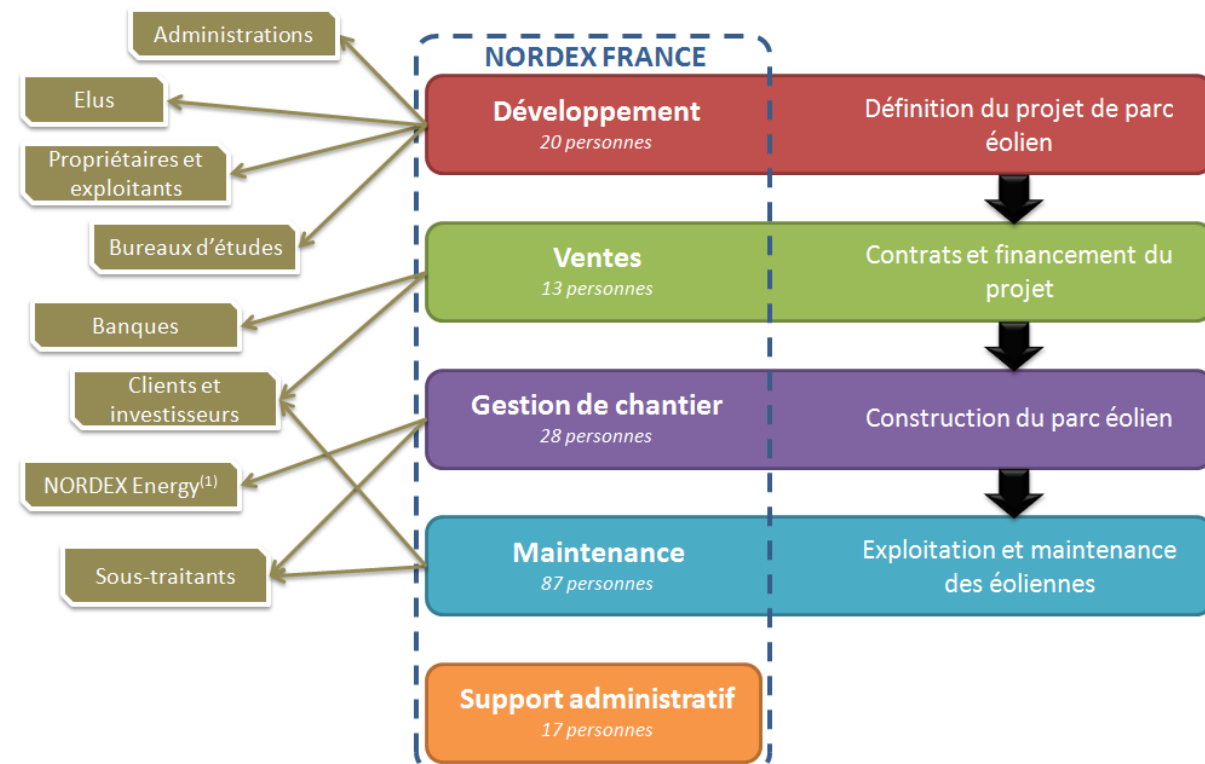 Administrations
Elus
Propriétaires et
exploitants
Bureaux d'études
Banques
Clients et
investisseurs
NORDEX Energy(1)
Sous-traitants
NORDEX FRANCE
Développement
20 personnes
Définition du projet de parc
éolien
Ventes
13 personnes
Contrats et financement du
projet
Gestion de chantier
28 personnes
Construction du parc éolien
Maintenance
87 personnes
Exploitation et maintenance
des éoliennes
Support administratif
17 personnes